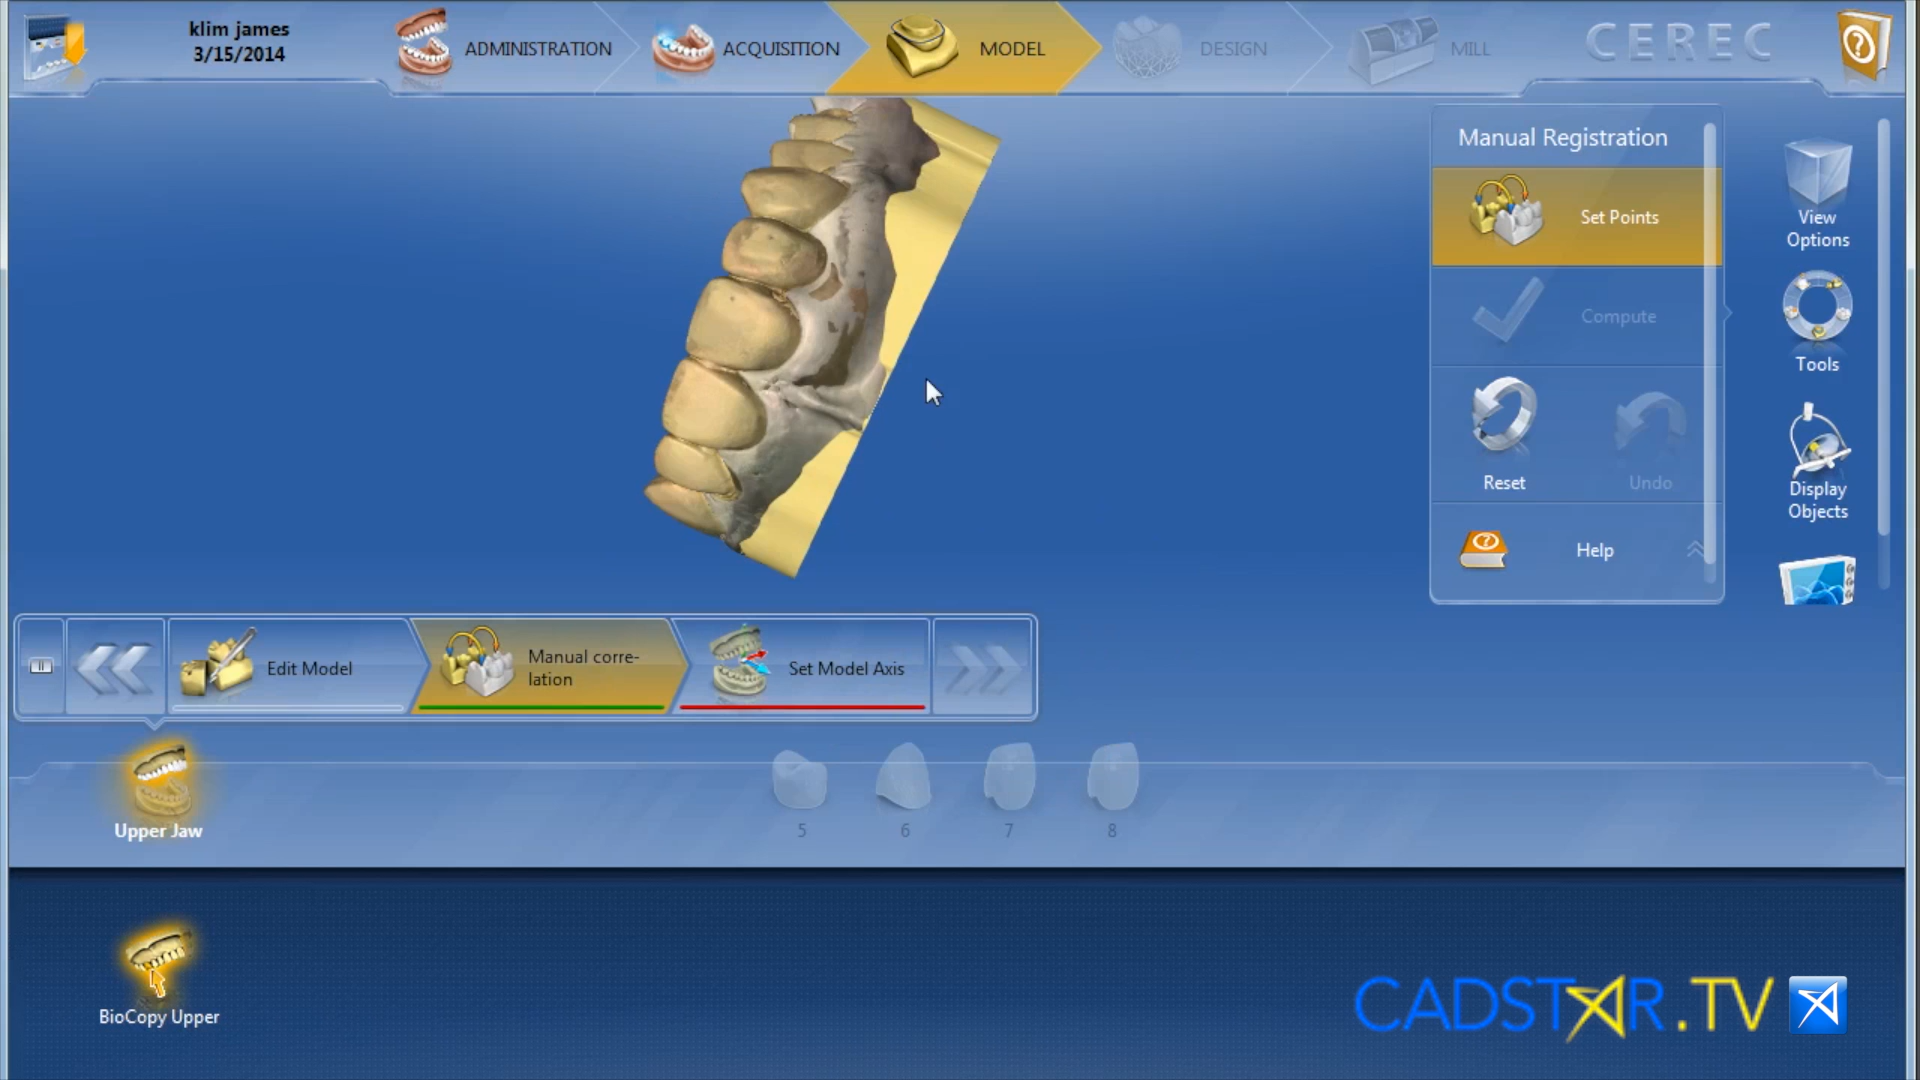 klim james
3/15/2014
ADMINISTRATION
ACQUISITION
MODEL
DESIGN
MILL
CEREC
Manual Registration
Set Points
Compute
Reset
Undo
Help
View
Options
Tools
Display
Objects
Edit Model
Manual corre-
lation
Set Model Axis
Upper Jaw
5
6
7
8
BioCopy Upper
CADSTAR.TV